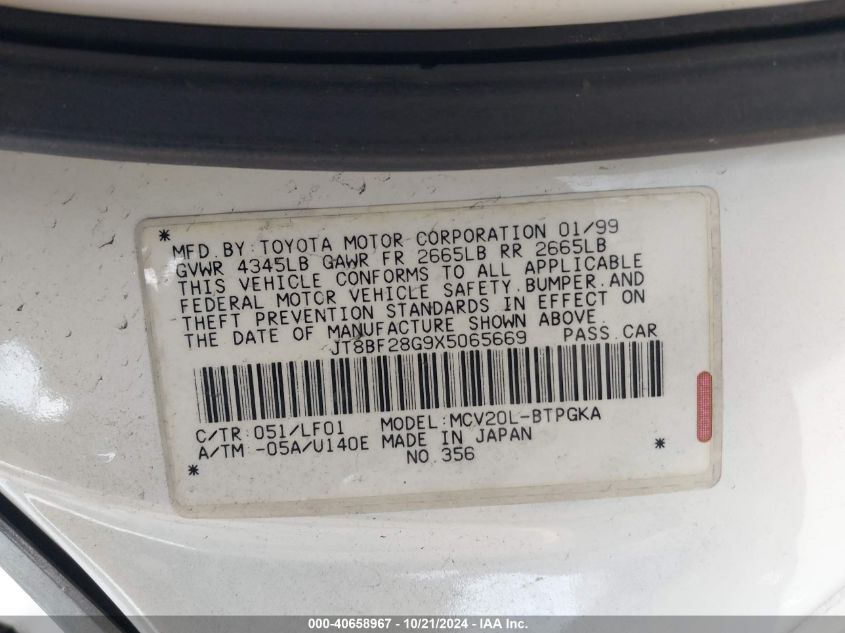 * MFD.BY:TOYOTA MOTOR CORPORATION 01/99
GVWR 4345LB GAWR FR 2665LB RR 2665LB
THIS VEHICLE CONFORMS TO ALL APPLICABLE
FEDERAL MOTOR VEHICLE SAFETY.BUMPER.AND
THEFT PREVENTION STANDARDS IN EFFECT ON
THE DATE OF MANUFACTURE SHOWN ABOVE.
JT8BF28G9X5065669 PASS.CAR
C/TR:051/LF01 MODEL:MCV20L-BTPGKA
A/TM:-05A/U140E MADE IN JAPAN *
* NO.356
000-40658967 - 10/21/2024 - IAA Inc.